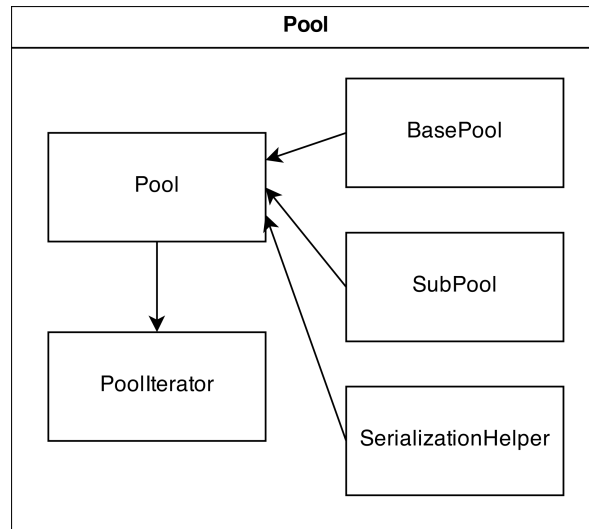 Pool
BasePool
Pool
SubPool
PoolIterator
SerializationHelper